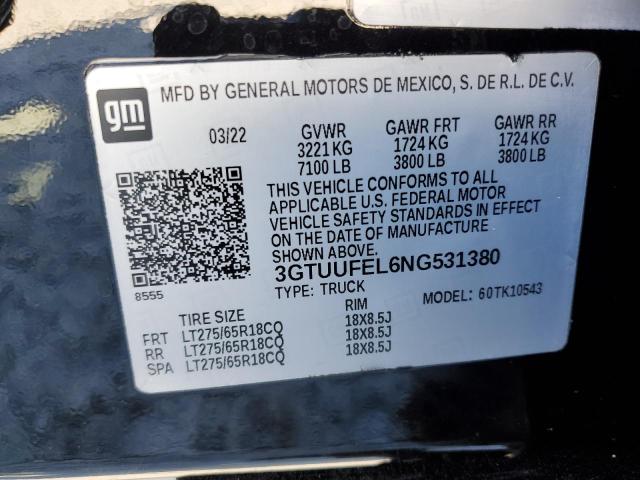 gm
MFD BY GENERAL MOTORS DE MEXICO, S. DE R.L. DE C.V.
03/22 GVWR GAWR FRT GAWR RR
3221 KG 1724 KG 1724 KG
7100 LB 3800 LB 3800 LB
THIS VEHICLE CONFORMS TO ALL
APPLICABLE U.S. FEDERAL MOTOR
VEHICLE SAFETY STANDARDS IN EFFECT
ON THE DATE OF MANUFACTURE
SHOWN ABOVE.
8555 3GTUUFEL6NG531380
TYPE: TRUCK MODEL: 60TK10543
TIRE SIZE RIM
FRT LT275/65R18CQ 18X8.5J
RR LT275/65R18CQ 18X8.5J
SPA LT275/65R18CQ 18X8.5J